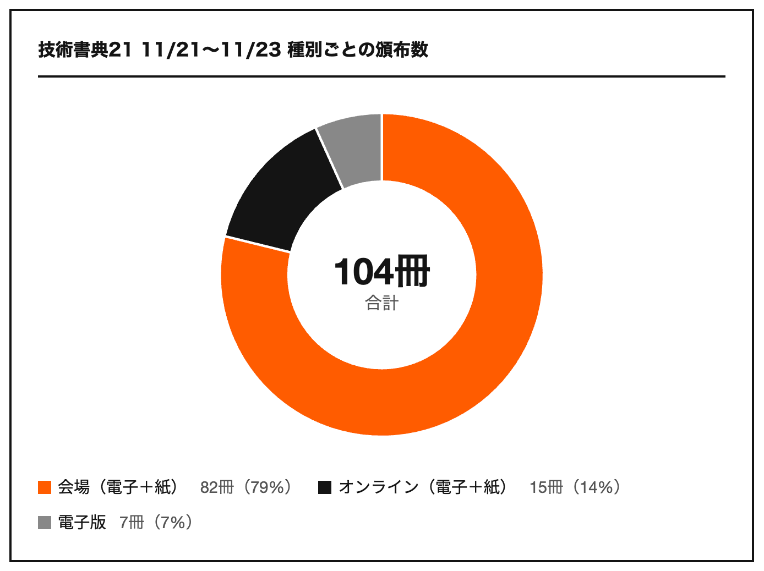 技術書典21 11/21〜11/23 種別ごとの頒布数
104冊
合計
会場（電子＋紙） 82冊（79%） オンライン（電子＋紙） 15冊（14%）
電子版 7冊（7%）